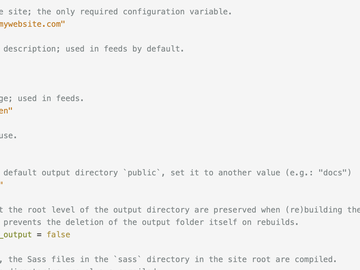 e site; the only required configuration variable.
mywebsite.com"
description; used in feeds by default.
ge; used in feeds.
en"
use.
default output directory `public`, set it to another value (e.g.: "docs")
"
t the root level of the output directory are preserved when (re)building the
prevents the deletion of the output folder itself on rebuilds.
_output = false
, the Sass files in the `sass` directory in the site root are compiled.